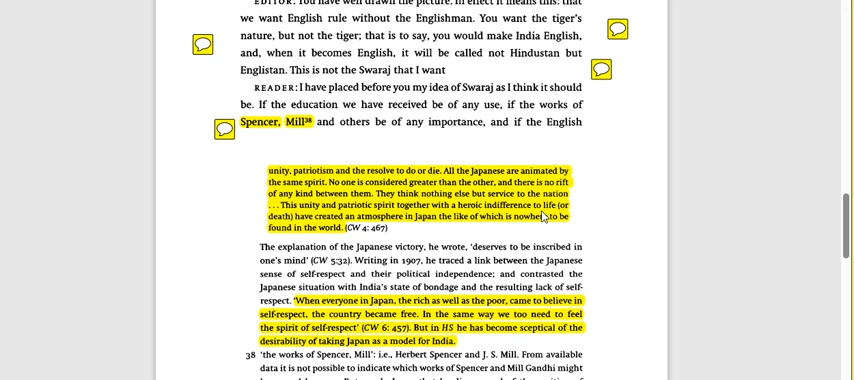 EDITOR: You have well drawn the picture. In effect it means this: that
we want English rule without the Englishman. You want the tiger's
nature, but not the tiger; that is to say, you would make India English,
and, when it becomes English, it will be called not Hindustan but
Englistan. This is not the Swaraj that I want
READER: I have placed before you my idea of Swaraj as I think it should
be. If the education we have received be of any use, if the works of
Spencer, Mill³⁸ and others be of any importance, and if the English
unity, patriotism and the resolve to do or die. All the Japanese are animated by
the same spirit. No one is considered greater than the other, and there is no rift
of any kind between them. They think nothing else but service to the nation
. . . This unity and patriotic spirit together with a heroic indifference to life (or
death) have created an atmosphere in Japan the like of which is nowhere to be
found in the world. (CW 4: 467)
The explanation of the Japanese victory, he wrote, 'deserves to be inscribed in
one's mind' (CW 5:32). Writing in 1907, he traced a link between the Japanese
sense of self-respect and their political independence; and contrasted the
Japanese situation with India's state of bondage and the resulting lack of self-
respect. 'When everyone in Japan, the rich as well as the poor, came to believe in
self-respect, the country became free. In the same way we too need to feel
the spirit of self-respect' (CW 6: 457). But in HS he has become sceptical of the
desirability of taking Japan as a model for India.
38 'the works of Spencer, Mill': i.e., Herbert Spencer and J. S. Mill. From available
data it is not possible to indicate which works of Spencer and Mill Gandhi might